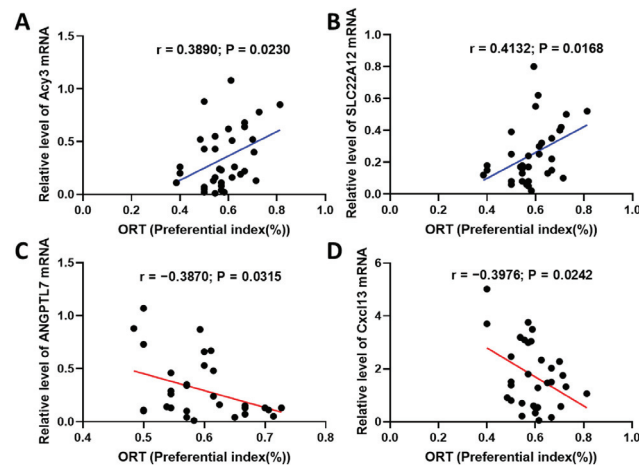 A
r = 0.3890; P = 0.0230
Relative level of Acy3 mRNA
1.5
1.0
0.5
0.0
0.0 0.2 0.4 0.6 0.8 1.0
ORT (Preferential index(%))
B
r = 0.4132; P = 0.0168
Relative level of SLC22A12 mRNA
1.0
0.8
0.6
0.4
0.2
0.0
0.0 0.2 0.4 0.6 0.8 1.0
ORT (Preferential index(%))
C
r = −0.3870; P = 0.0315
Relative level of ANGPTL7 mRNA
1.5
1.0
0.5
0.0
0.4 0.5 0.6 0.7 0.8
ORT (Preferential index(%))
D
r = −0.3976; P = 0.0242
Relative level of Cxcl13 mRNA
6
4
2
0
0.0 0.2 0.4 0.6 0.8 1.0
ORT (Preferential index(%))